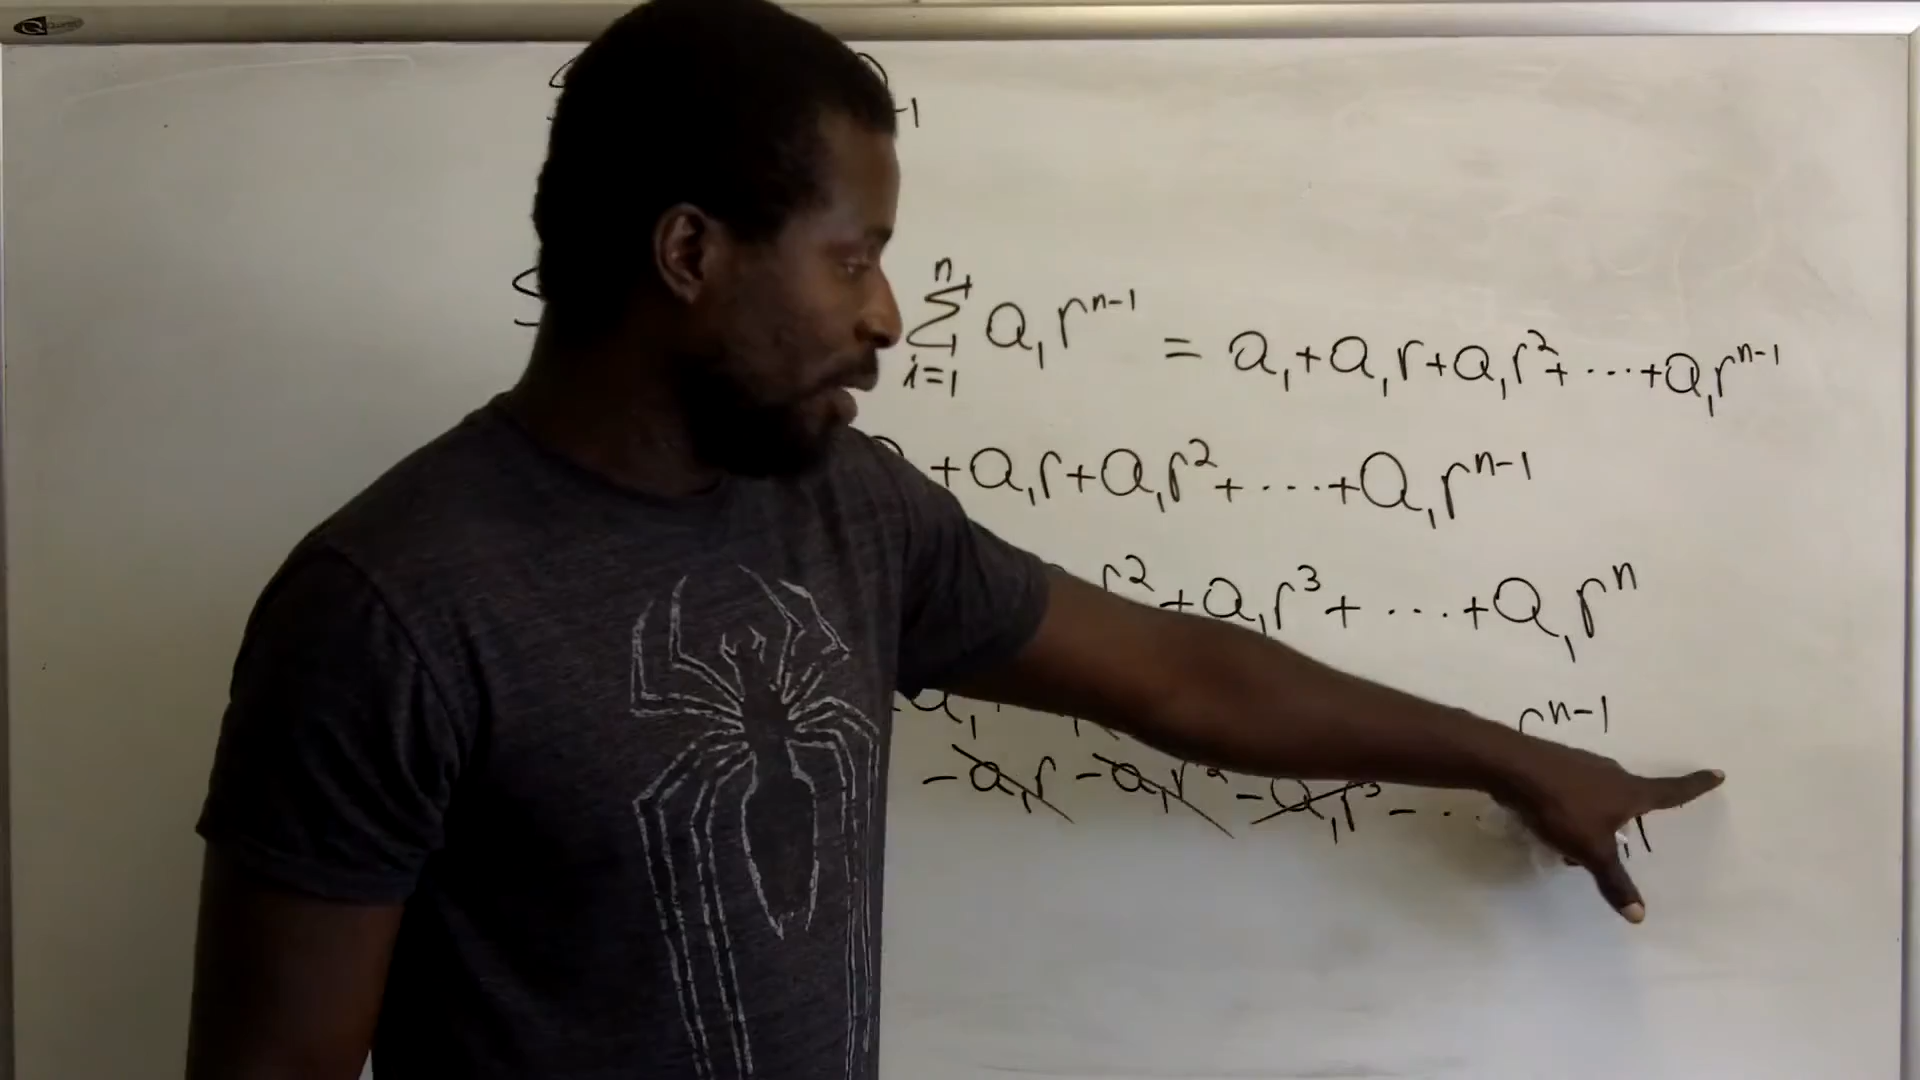 -1
n
∑ a₁rⁿ⁻¹ = a₁+a₁r+a₁r²+...+a₁rⁿ⁻¹
i=1
+a₁r+a₁r²+...+a₁rⁿ⁻¹
r²+a₁r³+...+a₁rⁿ
a₁ rⁿ⁻¹
-a₁r-a₁r²-a₁r³-...